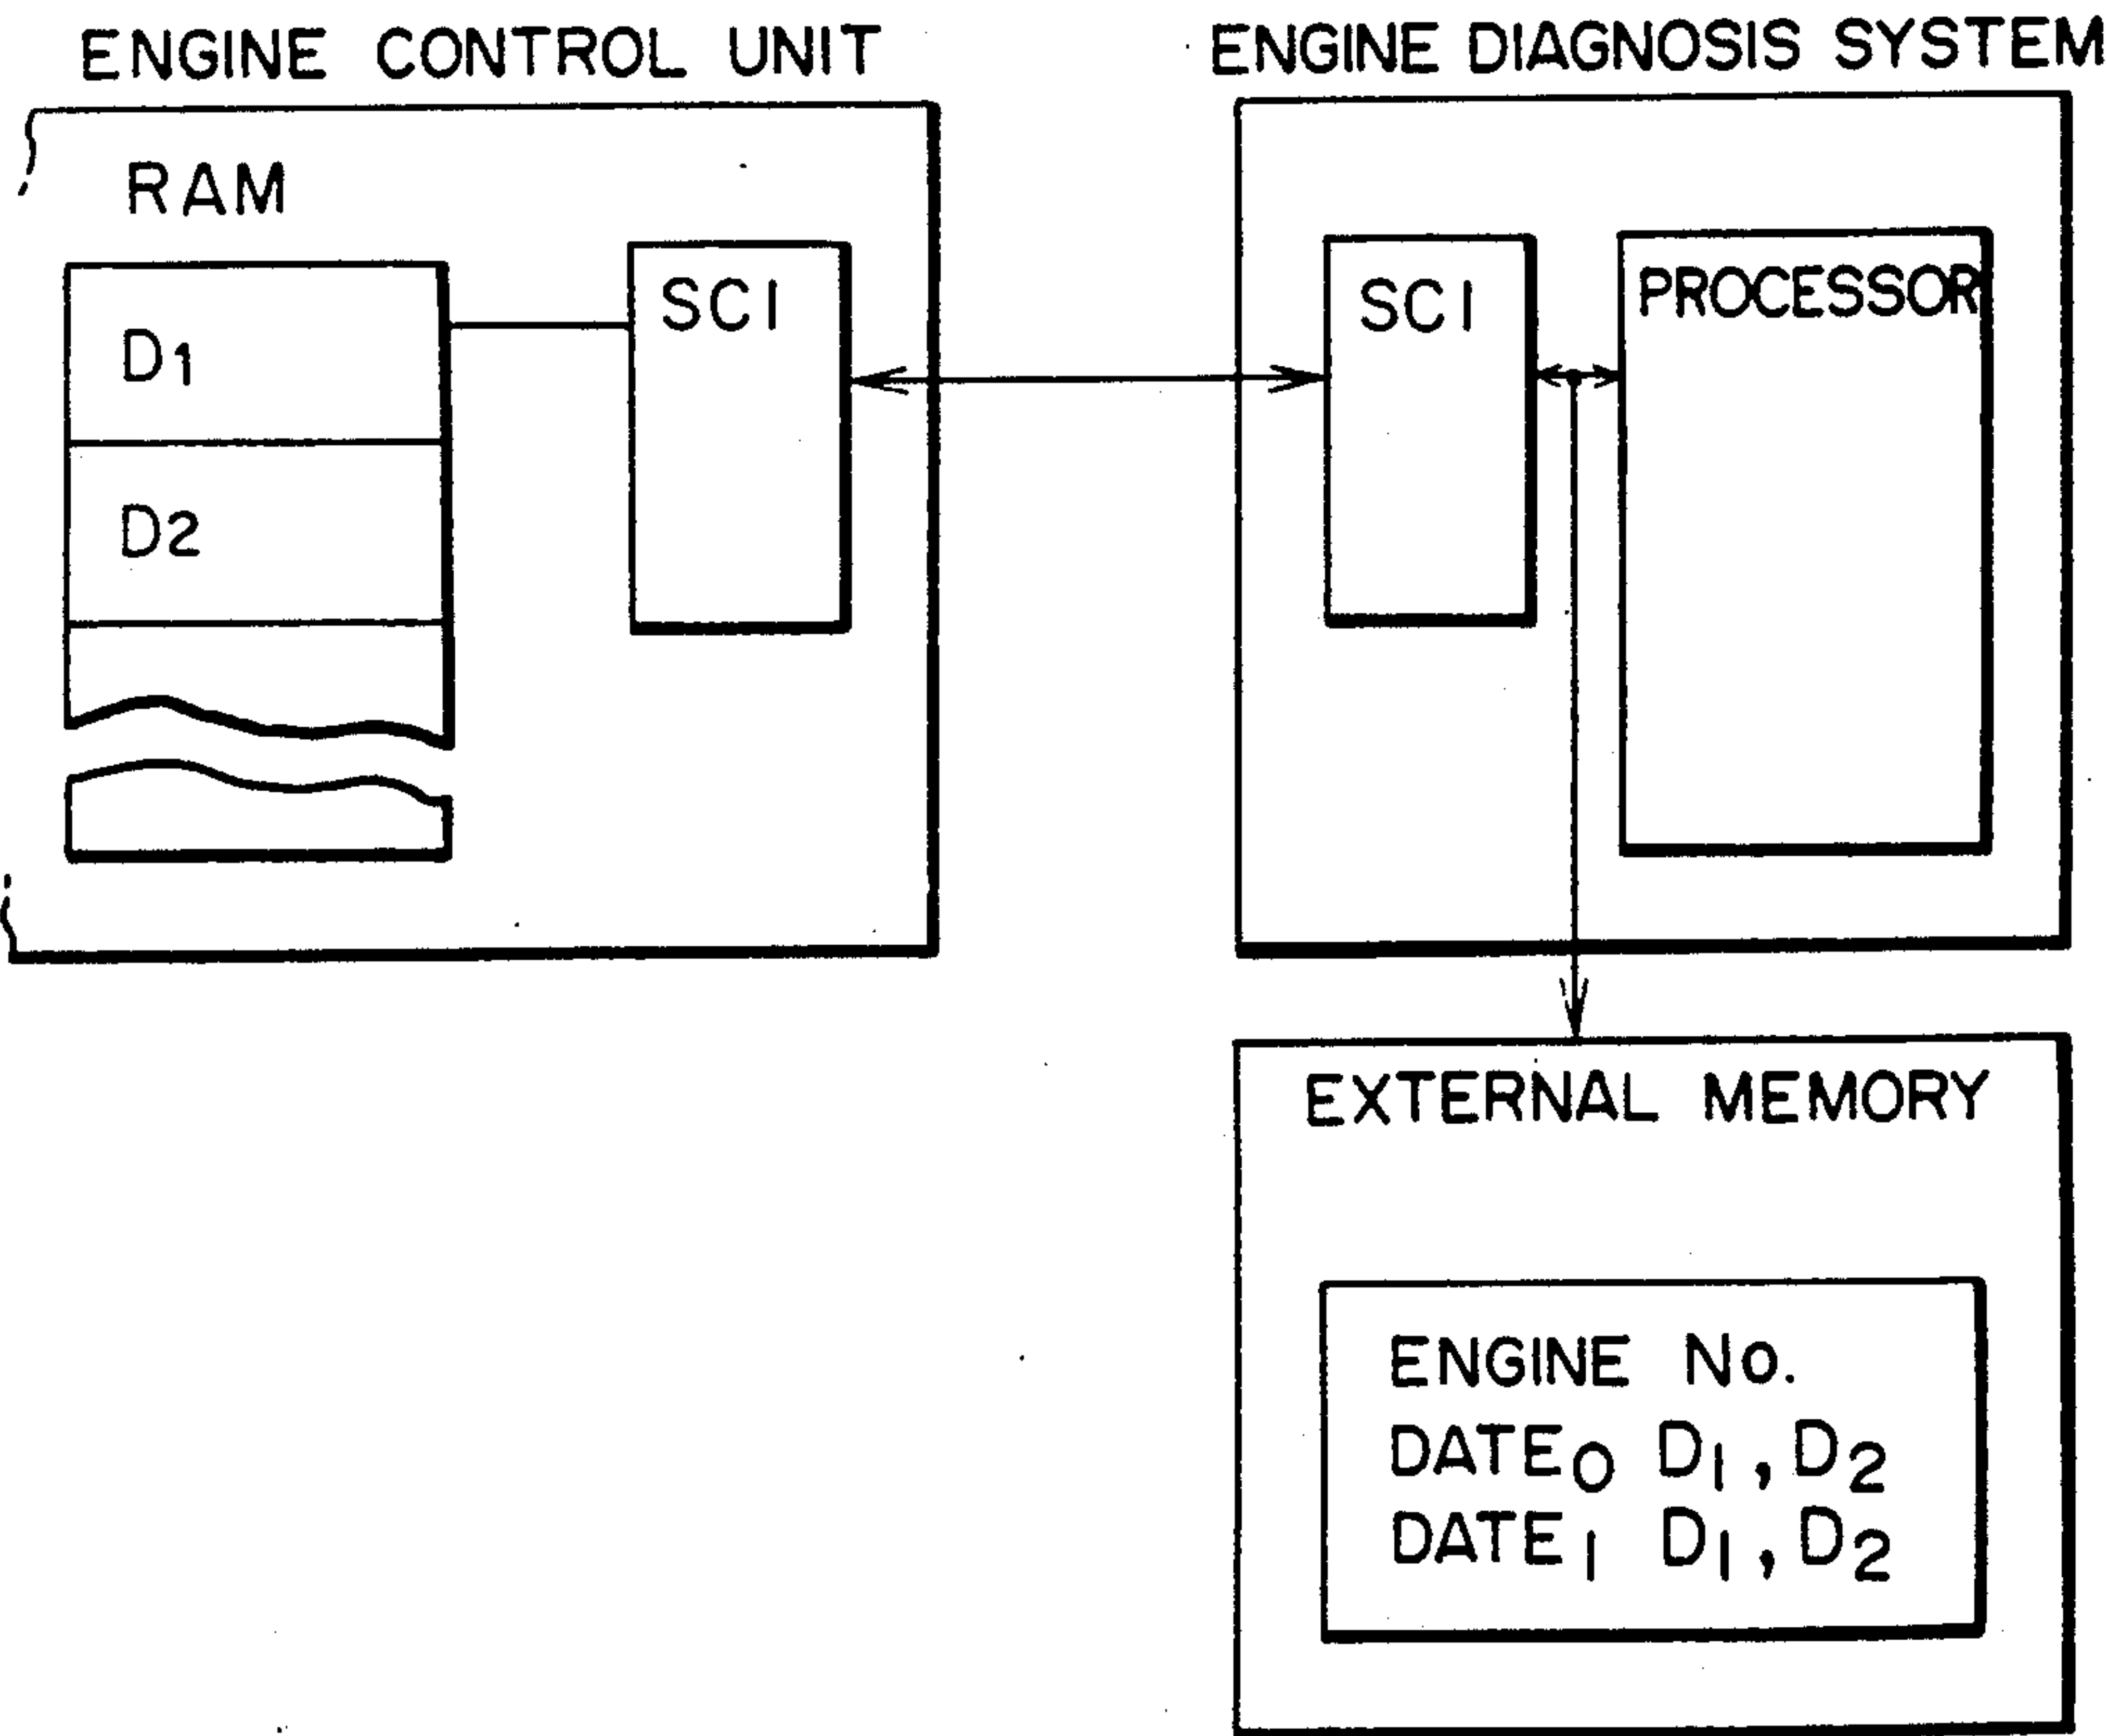 ENGINE CONTROL UNIT
RAM
D1
D2
SCI
ENGINE DIAGNOSIS SYSTEM
SCI
PROCESSOR
EXTERNAL MEMORY
ENGINE No.
DATE0 D1, D2
DATE1 D1, D2